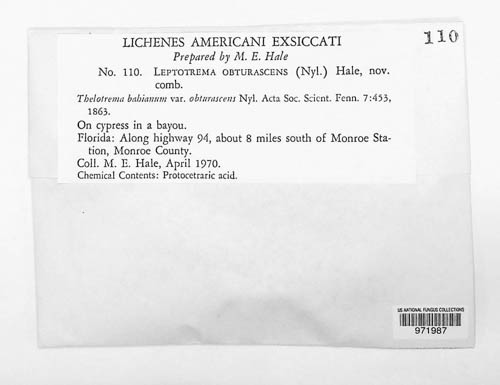 LICHENES AMERICANI EXSICCATI
110
Prepared by M. E. Hale
No. 110. LEPTOTREMA OBTURASCENS (Nyl.) Hale, nov.
comb.
Thelotrema bahianum var. obturascens Nyl. Acta Soc. Scient. Fenn. 7:453,
1863.
On cypress in a bayou.
Florida: Along highway 94, about 8 miles south of Monroe Sta-
tion, Monroe County.
Coll. M. E. Hale, April 1970.
Chemical Contents: Protocetraric acid.
US NATIONAL FUNGUS COLLECTIONS
971987